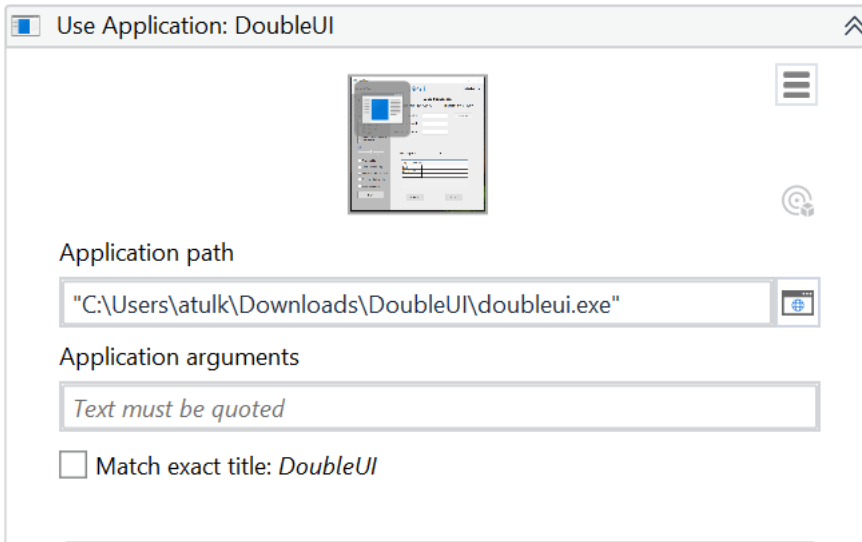 Use Application: DoubleUI
Application path
"C:\Users\atulk\Downloads\DoubleUI\doubleui.exe"
Application arguments
Text must be quoted
Match exact title: DoubleUI